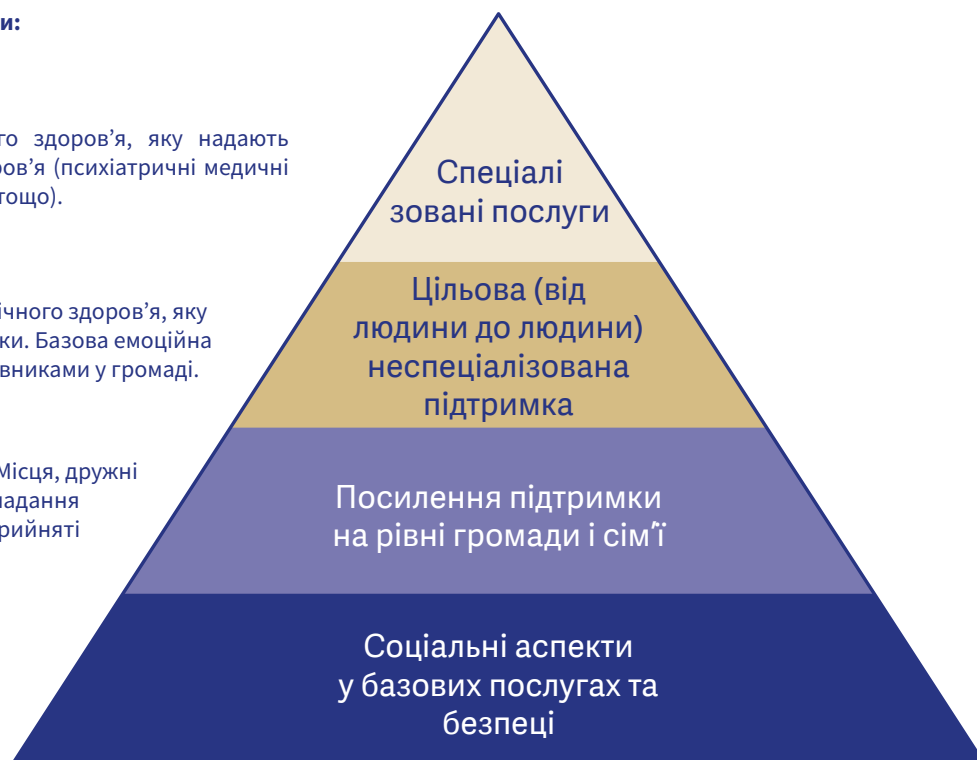 и:
го здоров’я, яку надають
ров’я (психіатричні медичні
тощо).
ічного здоров’я, яку
ки. Базова емоційна
вниками у громаді.
Місця, дружні
надання
рийняті
Спеціалі
зовані послуги
Цільова (від
людини до людини)
неспеціалізована
підтримка
Посилення підтримки
на рівні громади і сім’ї
Соціальні аспекти
у базових послугах та
безпеці